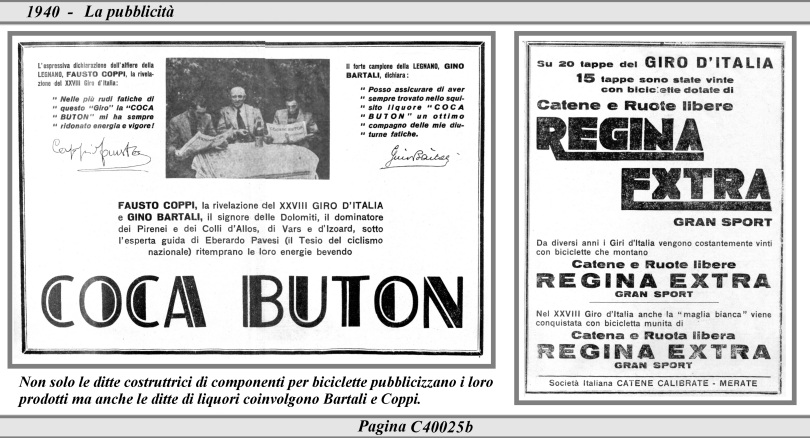 1940 - La pubblicità
L'espressiva dichiarazione dell'alfiere della
LEGNANO, FAUSTO COPPI, la rivela-
zione del XXVIII Giro d'Italia:
" Nelle più rudi fatiche di
" questo "Giro" la "COCA
" BUTON" mi ha sempre
" ridonato energia e vigore!
Coppi Fausto
Il forte campione della LEGNANO, GINO
BARTALI, dichiara :
" Posso assicurare di aver
" sempre trovato nello squi-
" sito liquore "COCA
" BUTON" un ottimo
" compagno delle mie diu-
" turne fatiche.
Gino Bartali
FAUSTO COPPI, la rivelazione del XXVIII GIRO D'ITALIA
e GINO BARTALI, il signore delle Dolomiti, il dominatore
dei Pirenei e dei Colli d'Allos, di Vars e d'Izoard, sotto
l'esperta guida di Eberardo Pavesi (il Tesio del ciclismo
nazionale) ritemprano le loro energie bevendo
COCA BUTON
Non solo le ditte costruttrici di componenti per biciclette pubblicizzano i loro
prodotti ma anche le ditte di liquori coinvolgono Bartali e Coppi.
Su 20 tappe del GIRO D'ITALIA
15 tappe sono state vinte
con biciclette dotate di
Catene e Ruote libere
REGINA
EXTRA
GRAN SPORT
Da diversi anni i Giri d'Italia vengono costantemente vinti
con biciclette che montano
Catene e Ruote libere
REGINA EXTRA
GRAN SPORT
Nel XXVIII Giro d'Italia anche la "maglia bianca" viene
conquistata con bicicletta munita di
Catena e Ruota libera
REGINA EXTRA
GRAN SPORT
Società Italiana CATENE CALIBRATE - MERATE
Pagina C40025b